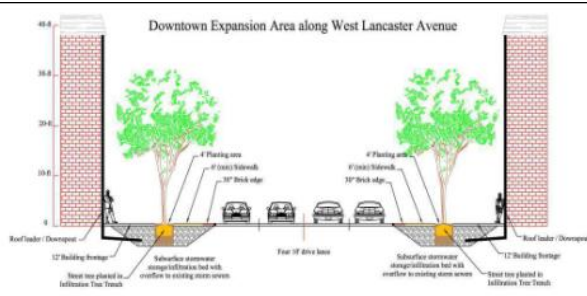 Downtown Expansion Area along West Lancaster Avenue
40-ft
30-ft
20-ft
10-ft
0
4' Planting area
6' (min) Sidewalk
30" Brick edge
4' Planting area
6' (min) Sidewalk
30" Brick edge
Roof leader / Downspout
12' Building frontage
Street tree planted in
Infiltration Tree Trench
Subsurface stormwater
storage/infiltration bed with
overflow to existing storm sewers
Four 10' drive lanes
Subsurface stormwater
storage/infiltration bed with
overflow to existing storm sewers
Roof leader / Downspout
12' Building frontage
Street tree planted in
Infiltration Tree Trench